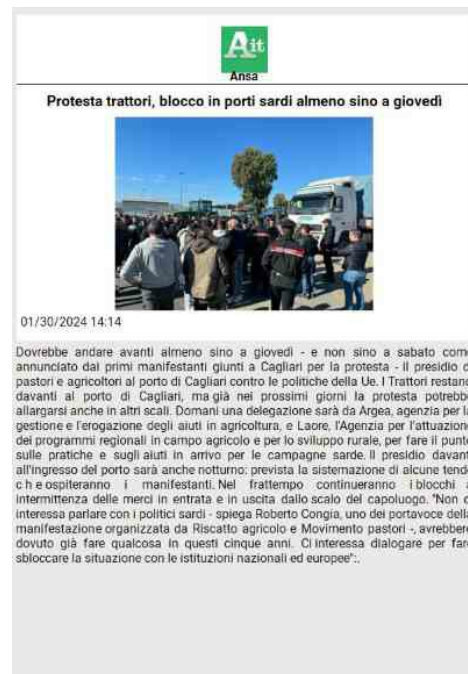 Ait
Ansa
Protesta trattori, blocco in porti sardi almeno sino a giovedì
01/30/2024 14:14
Dovrebbe andare avanti almeno sino a giovedì - e non sino a sabato com
annunciato dai primi manifestanti giunti a Cagliari per la protesta - il presidio d
pastori e agricoltori al porto di Cagliari contro le politiche della Ue. I Trattori restano
davanti al porto di Cagliari, ma già nei prossimi giorni la protesta potrebb
allargarsi anche in altri scali. Domani una delegazione sarà da Argea, agenzia per la
gestione e l'erogazione degli aiuti in agricoltura, e Laore, l'Agenzia per l'attuazione
dei programmi regionali in campo agricolo e per lo sviluppo rurale, per fare il punto
sulle pratiche e sugli aiuti in arrivo per le campagne sarde. Il presidio davant
all'ingresso del porto sarà anche notturno: prevista la sistemazione di alcune tend
c h e ospiteranno i manifestanti. Nel frattempo continueranno i blocchi a
intermittenza delle merci in entrata e in uscita dallo scalo del capoluogo. "Non c
interessa parlare con i politici sardi - spiega Roberto Congia, uno dei portavoce della
manifestazione organizzata da Riscatto agricolo e Movimento pastori -, avrebbero
dovuto già fare qualcosa in questi cinque anni. Ci interessa dialogare per fare
sbloccare la situazione con le istituzioni nazionali ed europee":.